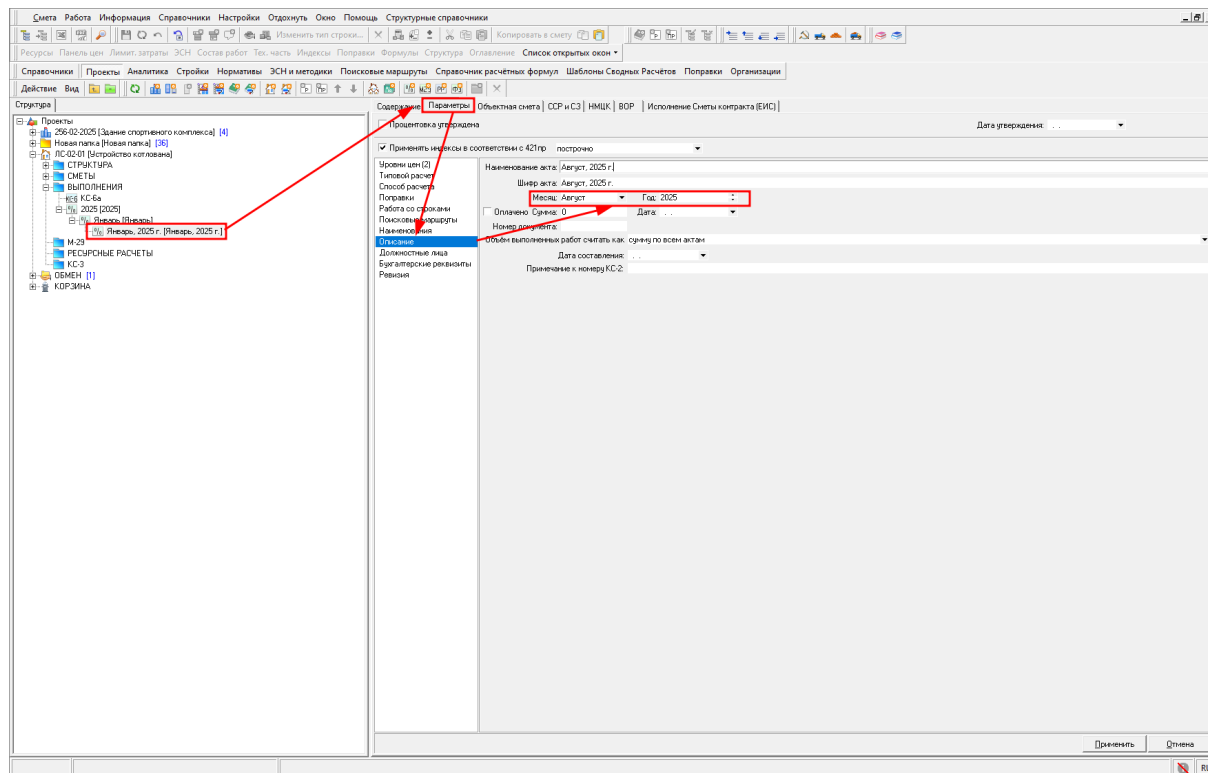 Смета Работа Информация Справочники Настройки Отдохнуть Окно Помощь Структурные справочники
Изменить тип строки... Копировать в смету
Ресурсы Панель цен Лимит. затраты ЭСН Состав работ Тех. часть Индексы Поправки Формулы Структура Оглавление Список открытых окон
Справочники Проекты Аналитика Стройки Нормативы ЭСН и методики Поисковые маршруты Справочник расчётных формул Шаблоны Сводных Расчётов Поправки Организации
Действие Вид
Структура
Проекты
256-02-2025 [Здание спортивного комплекса] [4]
Новая папка [Новая папка] [36]
ЛС-02-01 [Устройство котлована]
СТРУКТУРА
СМЕТЫ
ВЫПОЛНЕНИЯ
КС-6а
2025 [2025]
Январь [Январь]
Январь, 2025 г. [Январь, 2025 г.]
М-29
РЕСУРСНЫЕ РАСЧЕТЫ
КС-3
ОБМЕН [1]
КОРЗИНА
Содержание Параметры Объектная смета ССР и СЗ НМЦК ВОР Исполнение Сметы контракта (ЕИС)
Процентовка утверждена Дата утверждения: . .
Применять индексы в соответствии с 421пр построчно
Уровни цен (2)
Типовой расчет
Способ расчета
Поправки
Работа со строками
Поисковые маршруты
Наименования
Описание
Должностные лица
Бухгалтерские реквизиты
Ревизия
Наименование акта: Август, 2025 г.
Шифр акта: Август, 2025 г.
Месяц: Август Год: 2025
Оплачено Сумма: 0 Дата: . .
Номер документа:
Объём выполненных работ считать как: сумму по всем актам
Дата составления: . .
Примечание к номеру КС-2:
Применить Отмена